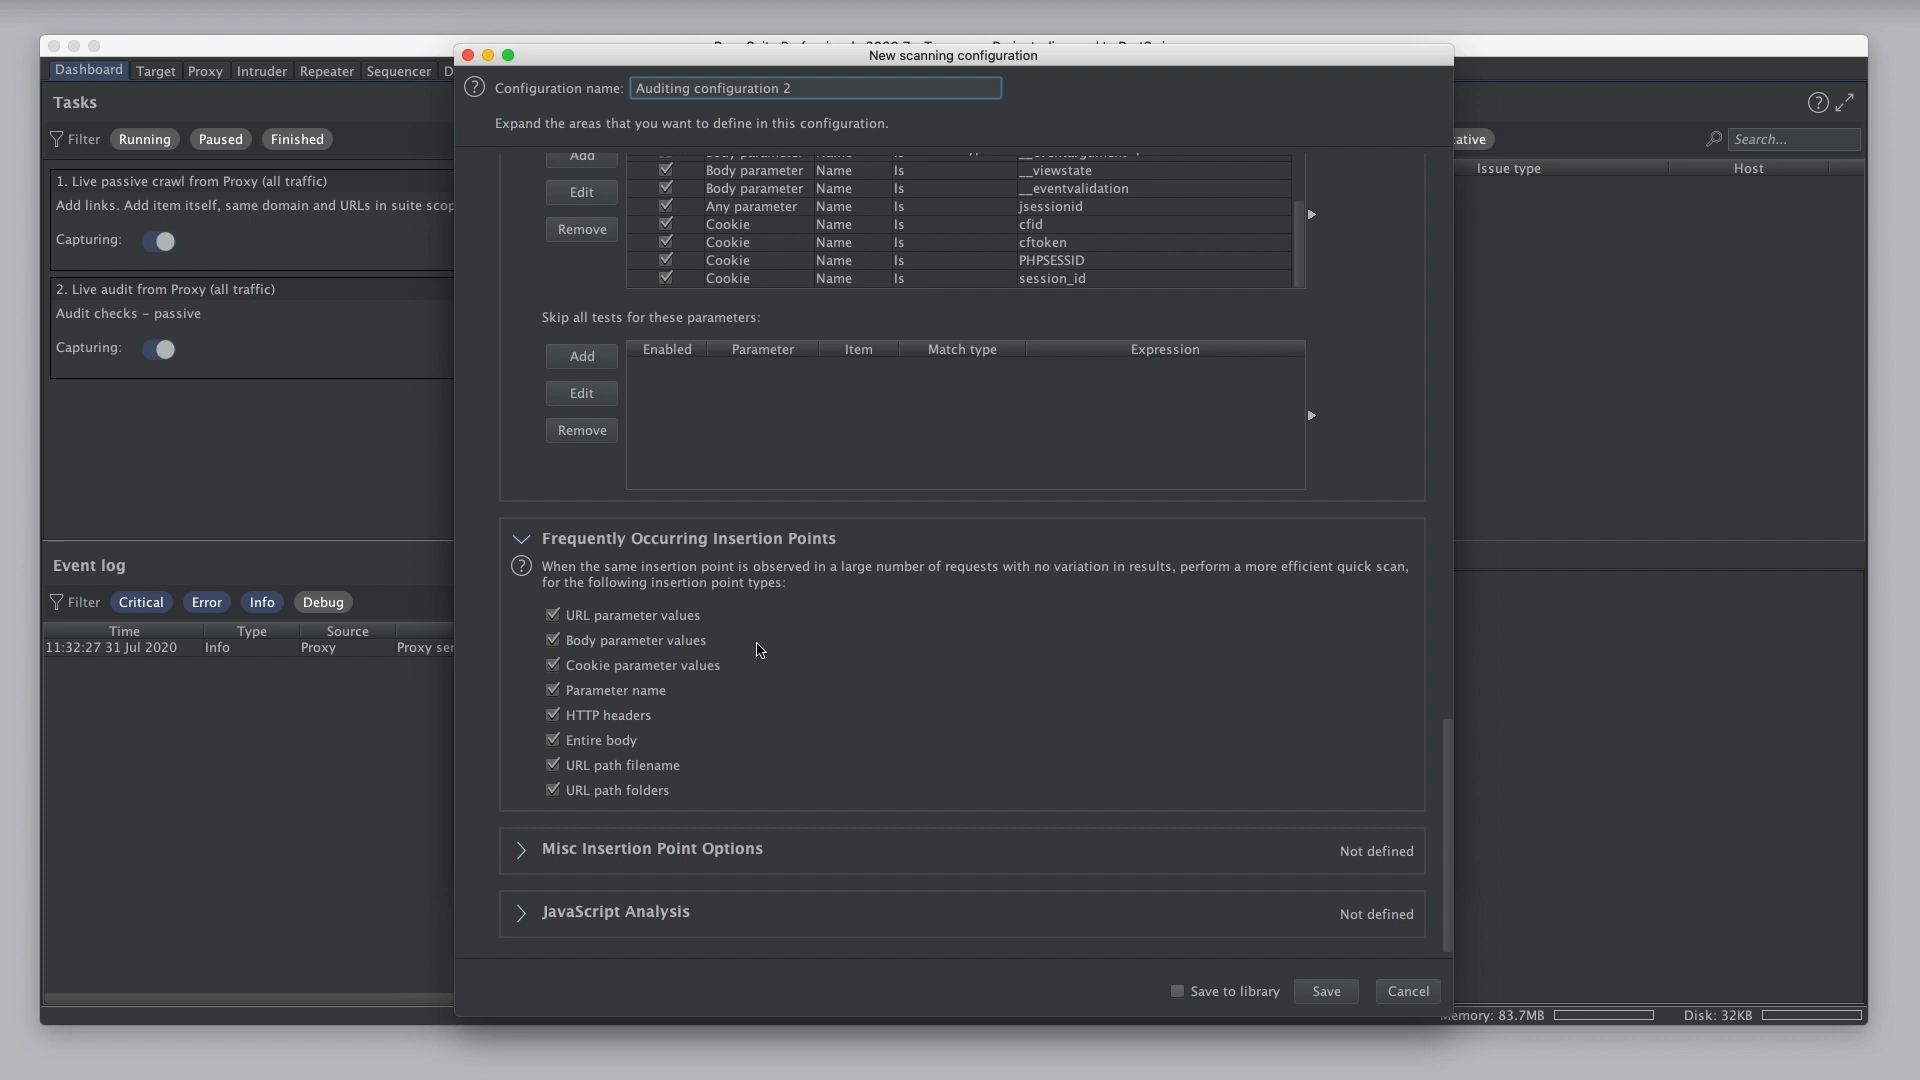 New scanning configuration
Dashboard Target Proxy Intruder Repeater Sequencer D
Configuration name: Auditing configuration 2
Expand the areas that you want to define in this configuration.
Tasks
Filter Running Paused Finished
1. Live passive crawl from Proxy (all traffic)
Add links. Add item itself, same domain and URLs in suite scop
Capturing:
2. Live audit from Proxy (all traffic)
Audit checks – passive
Capturing:
Event log
Filter Critical Error Info Debug
Time Type Source
11:32:27 31 Jul 2020 Info Proxy Proxy ser
Add
Edit
Remove
Body parameter Name Is __viewstate
Body parameter Name Is __eventvalidation
Any parameter Name Is jsessionid
Cookie Name Is cfid
Cookie Name Is cftoken
Cookie Name Is PHPSESSID
Cookie Name Is session_id
Skip all tests for these parameters:
Add
Edit
Remove
Enabled Parameter Item Match type Expression
Frequently Occurring Insertion Points
When the same insertion point is observed in a large number of requests with no variation in results, perform a more efficient quick scan,
for the following insertion point types:
URL parameter values
Body parameter values
Cookie parameter values
Parameter name
HTTP headers
Entire body
URL path filename
URL path folders
Misc Insertion Point Options Not defined
JavaScript Analysis Not defined
Save to library Save Cancel
ative Search...
Issue type Host
Memory: 83.7MB Disk: 32KB